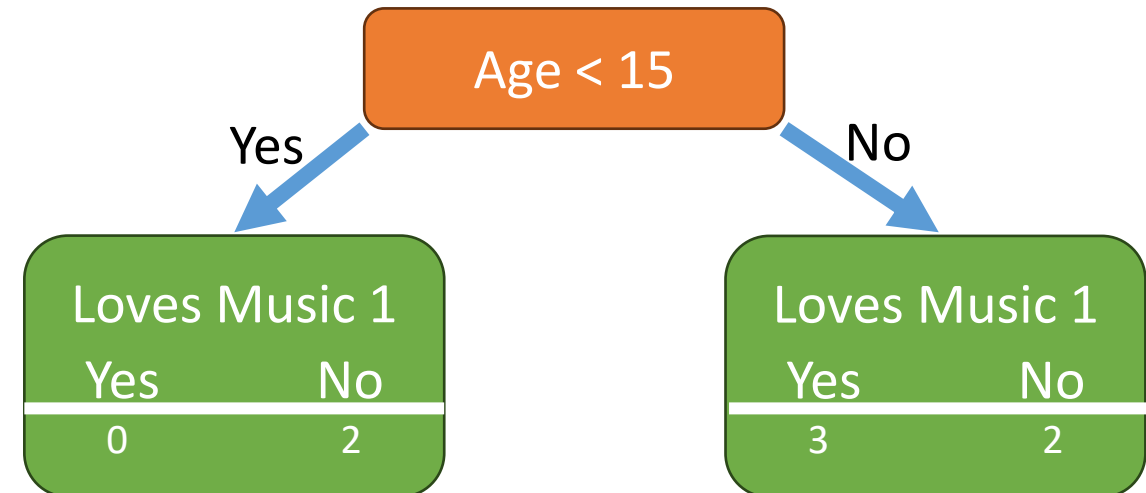 Age < 15
Yes
No
Loves Music 1
Yes No
0 2
Loves Music 1
Yes No
3 2